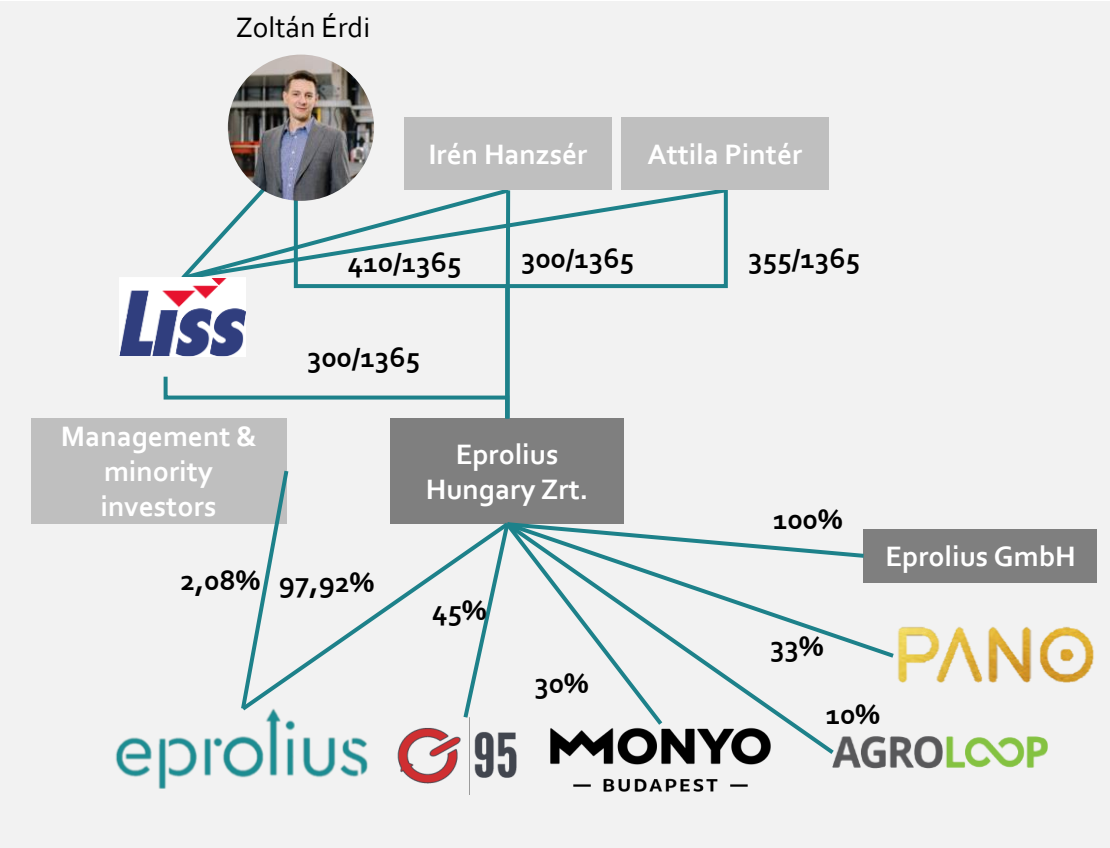 Zoltán Érdi
Irén Hanzsér
Attila Pintér
410/1365
300/1365
355/1365
Liss
300/1365
Management &
minority
investors
Eprolius
Hungary Zrt.
100%
Eprolius GmbH
2,08%
97,92%
45%
33%
PANO
30%
10%
eprolius
95
MONYO
— BUDAPEST —
AGROLOOP